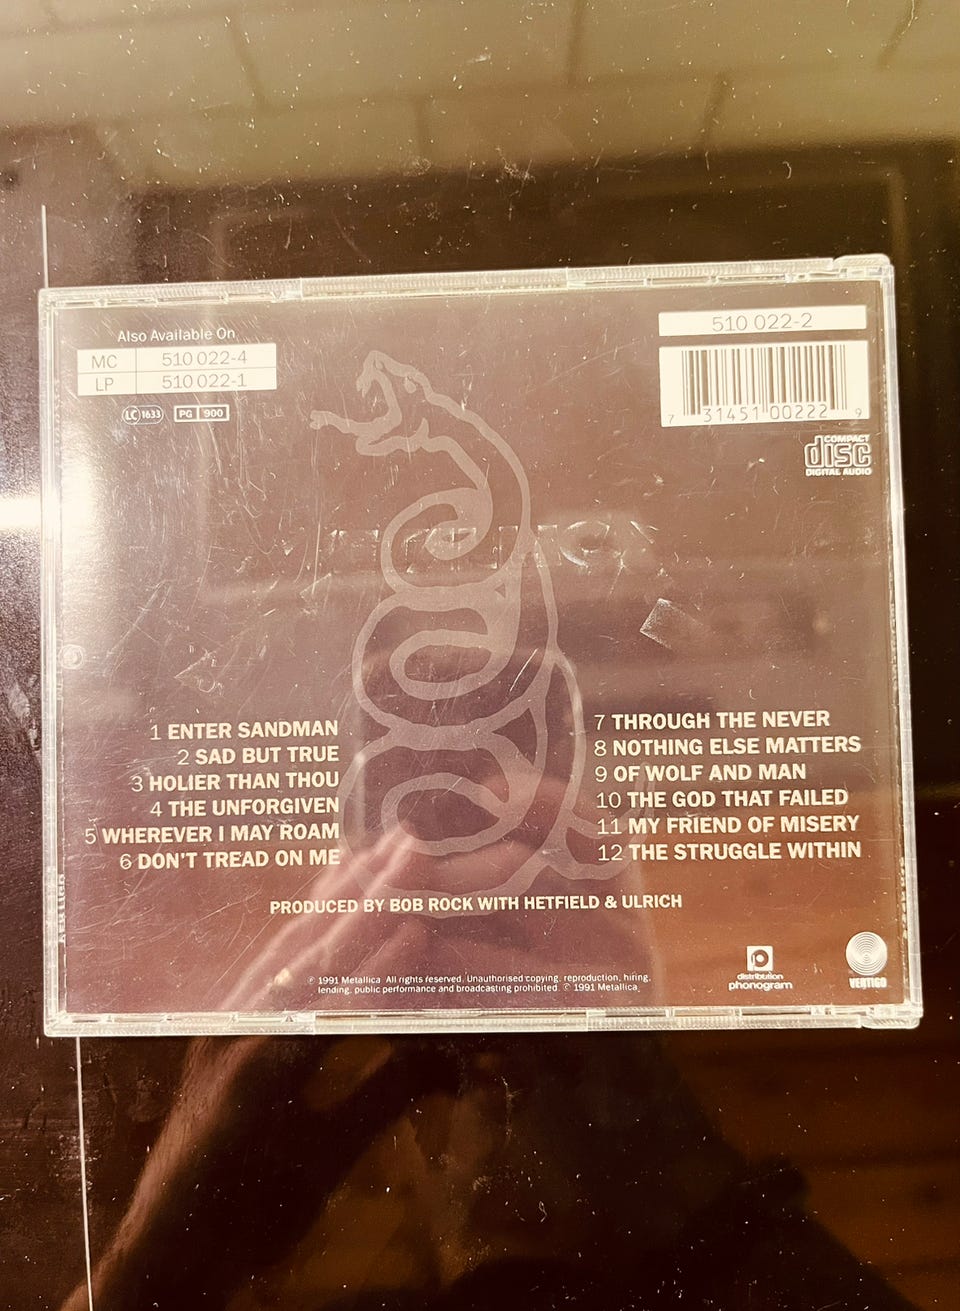 Also Available On
MC 510 022-4
LP 510 022-1
LC 1633 PG 900
510 022-2
7 31451 00222 9
COMPACT
disc
DIGITAL AUDIO
1 ENTER SANDMAN
2 SAD BUT TRUE
3 HOLIER THAN THOU
4 THE UNFORGIVEN
5 WHEREVER I MAY ROAM
6 DON'T TREAD ON ME
7 THROUGH THE NEVER
8 NOTHING ELSE MATTERS
9 OF WOLF AND MAN
10 THE GOD THAT FAILED
11 MY FRIEND OF MISERY
12 THE STRUGGLE WITHIN
PRODUCED BY BOB ROCK WITH HETFIELD & ULRICH
℗ 1991 Metallica All rights reserved. Unauthorised copying, reproduction, hiring,
lending, public performance and broadcasting prohibited. © 1991 Metallica.
distribution
phonogram
VERTIGO